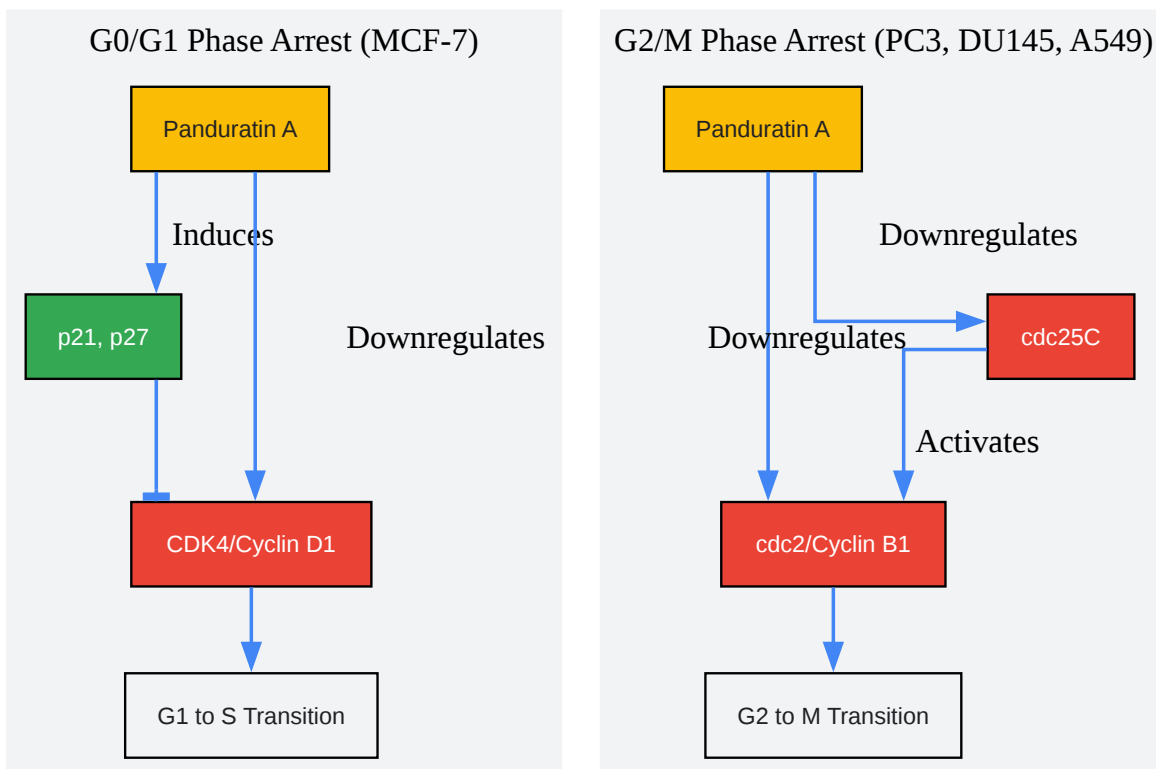 G0/G1 Phase Arrest (MCF-7)
Panduratin A
Induces
p21, p27
Downregulates
CDK4/Cyclin D1
G1 to S Transition
G2/M Phase Arrest (PC3, DU145, A549)
Panduratin A
Downregulates
Downregulates
cdc25C
Activates
cdc2/Cyclin B1
G2 to M Transition